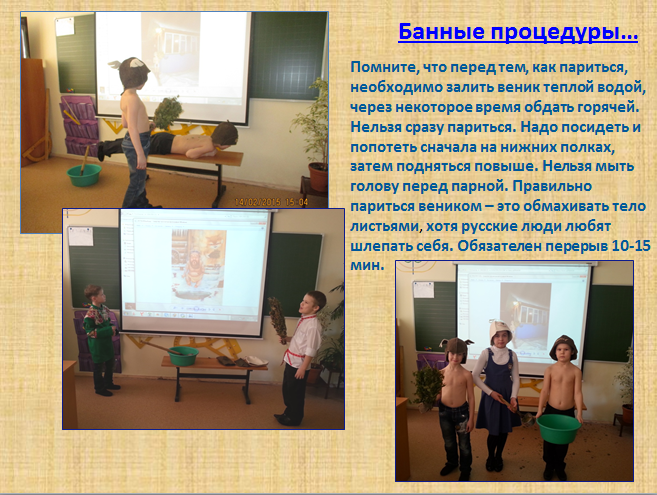 Банные процедуры...
Помните, что перед тем, как париться,
необходимо залить веник теплой водой,
через некоторое время обдать горячей.
Нельзя сразу париться. Надо посидеть и
попотеть сначала на нижних полках,
затем подняться повыше. Нельзя мыть
голову перед парной. Правильно
париться веником – это обмахивать тело
листьями, хотя русские люди любят
шлепать себя. Обязателен перерыв 10-15
мин.
14/02/2015 15:04